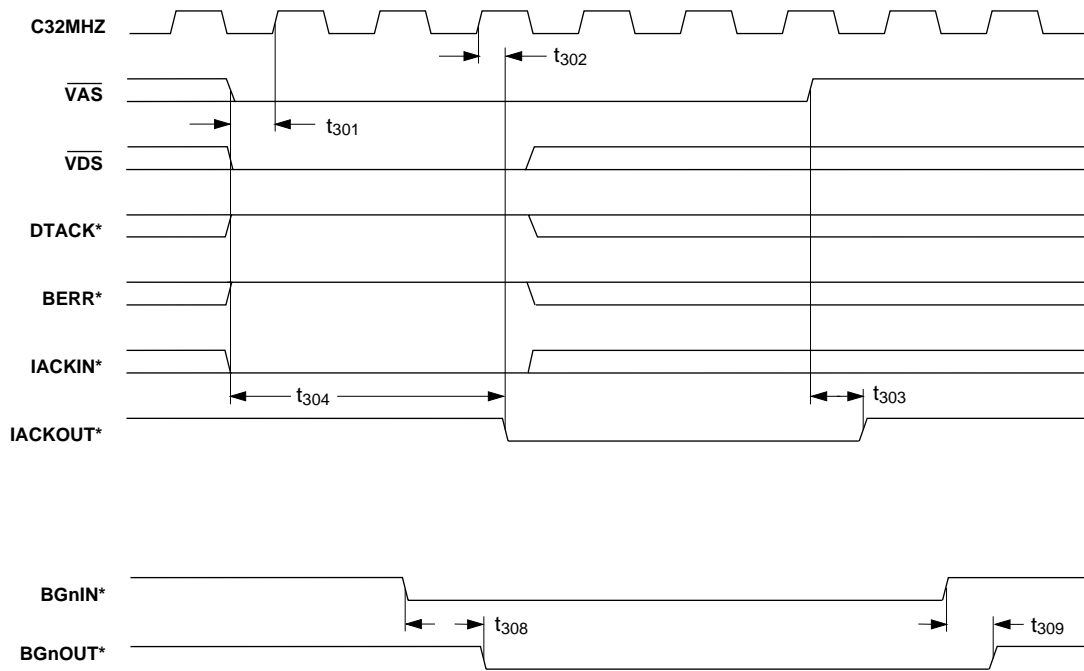 C32MHZ
t302
VAS
t301
VDS
DTACK*
BERR*
IACKIN*
t304
t303
IACKOUT*
BGnIN*
t308
t309
BGnOUT*